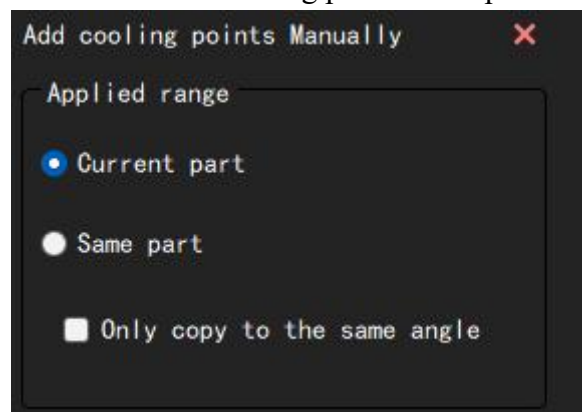 Add cooling points Manually
Applied range
Current part
Same part
Only copy to the same angle